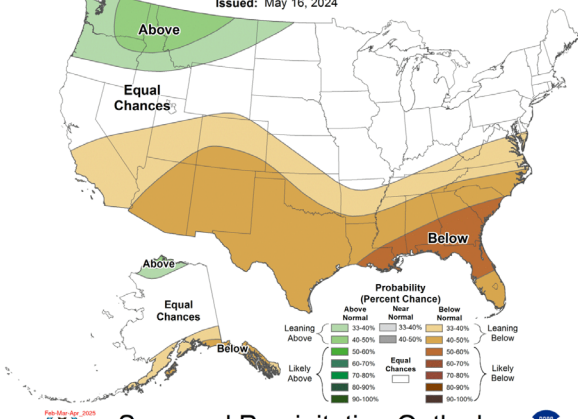 Issued: May 16, 2024
Above
Equal
Chances
Below
Above
Equal
Chances
Below
Probability
(Percent Chance)
Above
Normal
Near
Normal
Below
Normal
Leaning
Above
33-40%
33-40%
33-40%
Leaning
Below
40-50%
40-50%
40-50%
50-60%
50-60%
60-70%
60-70%
Likely
Above
70-80%
Equal
Chances
70-80%
Likely
Below
80-90%
80-90%
90-100%
90-100%
Feb-Mar-Apr_2025